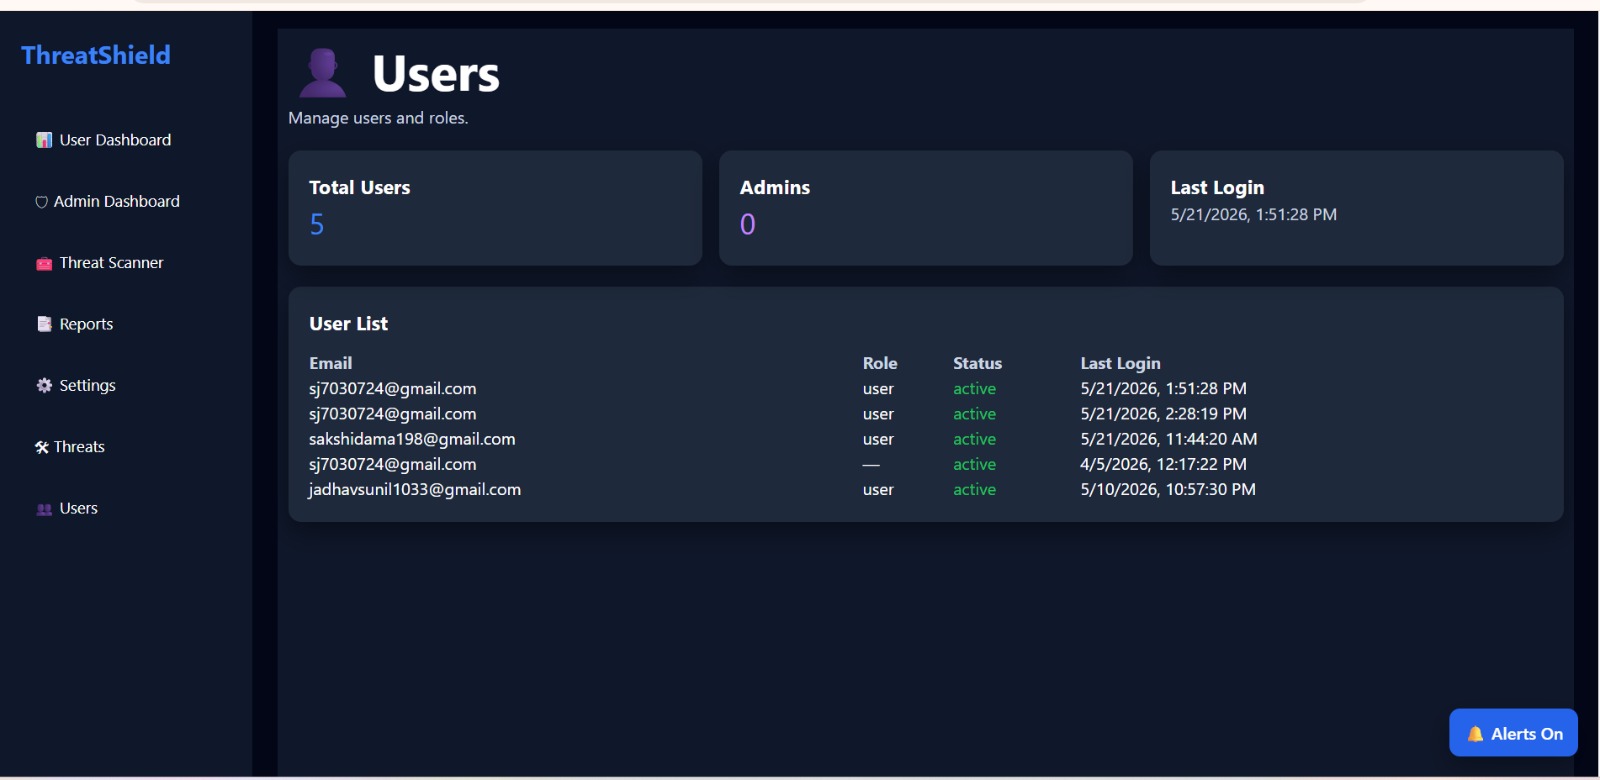 ThreatShield
User Dashboard
Admin Dashboard
Threat Scanner
Reports
Settings
Threats
Users
Users
Manage users and roles.
Total Users
5
Admins
0
Last Login
5/21/2026, 1:51:28 PM
User List
Email Role Status Last Login
sj7030724@gmail.com user active 5/21/2026, 1:51:28 PM
sj7030724@gmail.com user active 5/21/2026, 2:28:19 PM
sakshidama198@gmail.com user active 5/21/2026, 11:44:20 AM
sj7030724@gmail.com — active 4/5/2026, 12:17:22 PM
jadhavsunil1033@gmail.com user active 5/10/2026, 10:57:30 PM
Alerts On